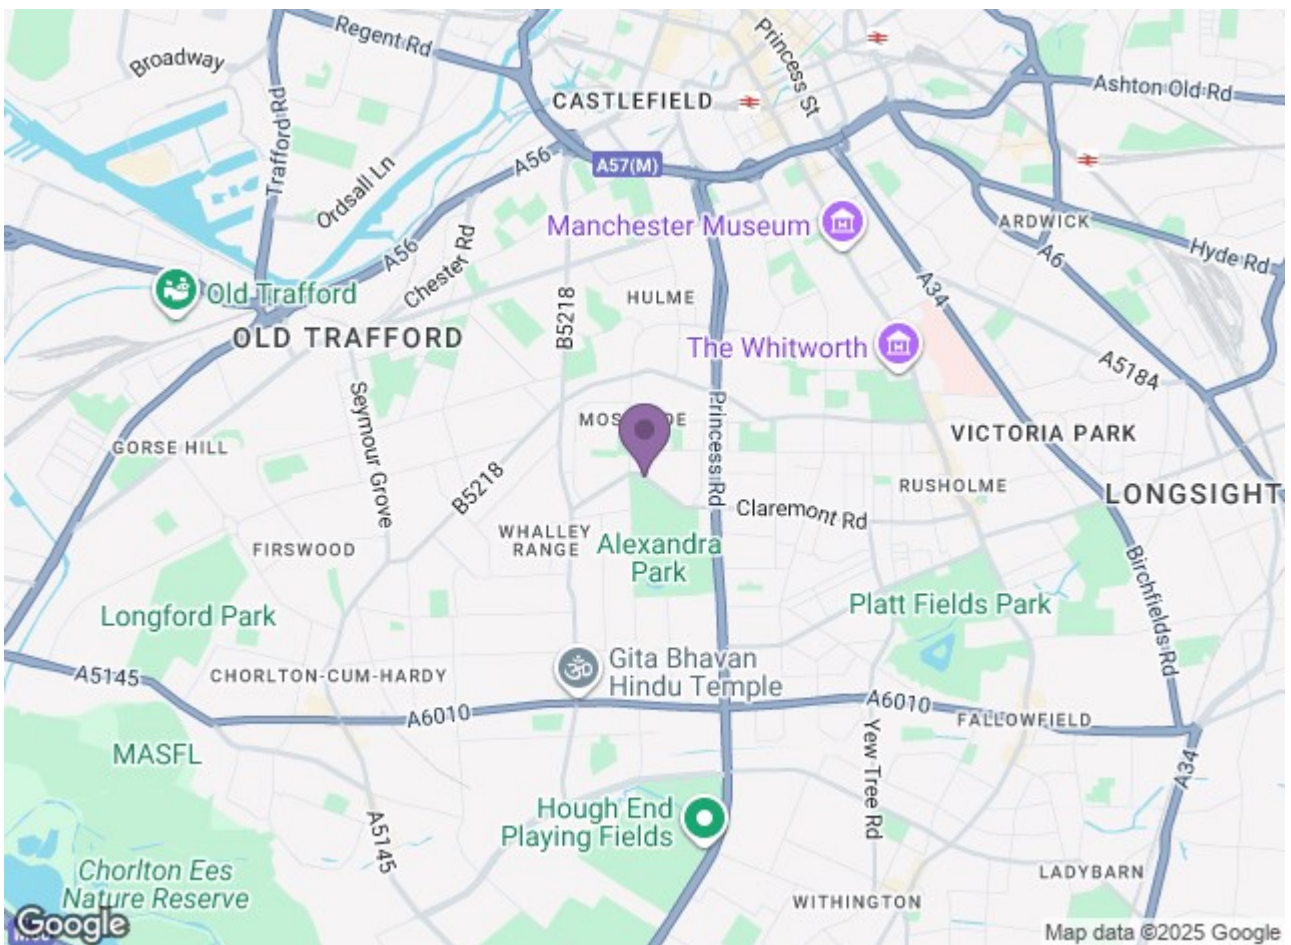 Regent Rd
Princess St
Broadway
Ashton Old Rd
CASTLEFIELD
Trafford Rd
A56
A57(M)
Ordsall Ln
Manchester Museum
ARDWICK
Chester Rd
A56
Hyde Rd
A6
Old Trafford
HULME
A34
B5218
OLD TRAFFORD
The Whitworth
A5184
Seymour Grove
Princess Rd
MOS
DE
VICTORIA PARK
GORSE HILL
B5218
RUSHOLME
LONGSIGHT
Claremont Rd
WHALLEY
RANGE
FIRSWOOD
Alexandra
Park
Birchfields Rd
Longford Park
Platt Fields Park
Gita Bhavan
Hindu Temple
A5145
CHORLTON-CUM-HARDY
A6010
A6010
FALLOWFIELD
MASFL
Yew Tree Rd
A34
Hough End
Playing Fields
A5145
Chorlton Ees
Nature Reserve
LADYBARN
WITHINGTON
Google
Map data ©2025 Google